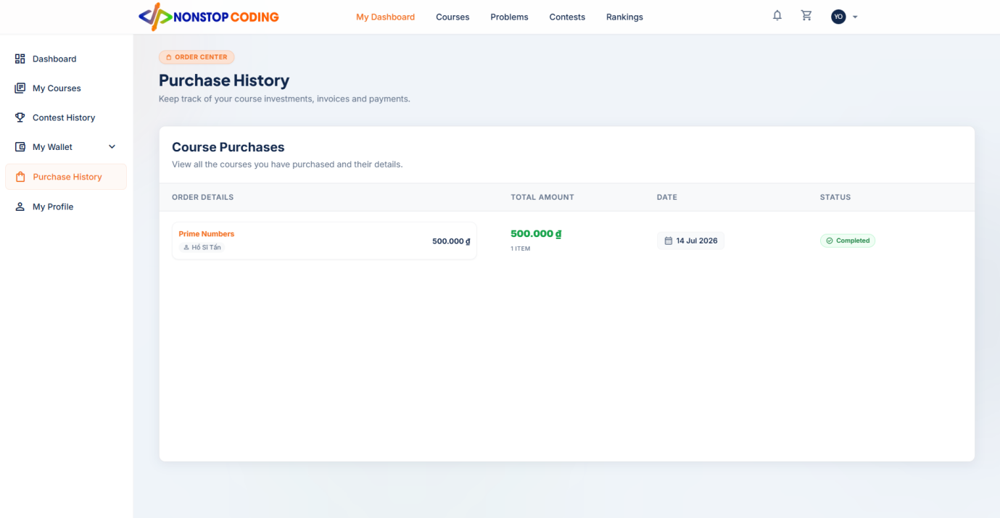 NONSTOP CODING
My Dashboard
Courses
Problems
Contests
Rankings
YO
Dashboard
My Courses
Contest History
My Wallet
Purchase History
My Profile
ORDER CENTER
Purchase History
Keep track of your course investments, invoices and payments.
Course Purchases
View all the courses you have purchased and their details.
ORDER DETAILS
TOTAL AMOUNT
DATE
STATUS
Prime Numbers
Hồ Sĩ Tấn
500.000 ₫
500.000 ₫
1 ITEM
14 Jul 2026
Completed